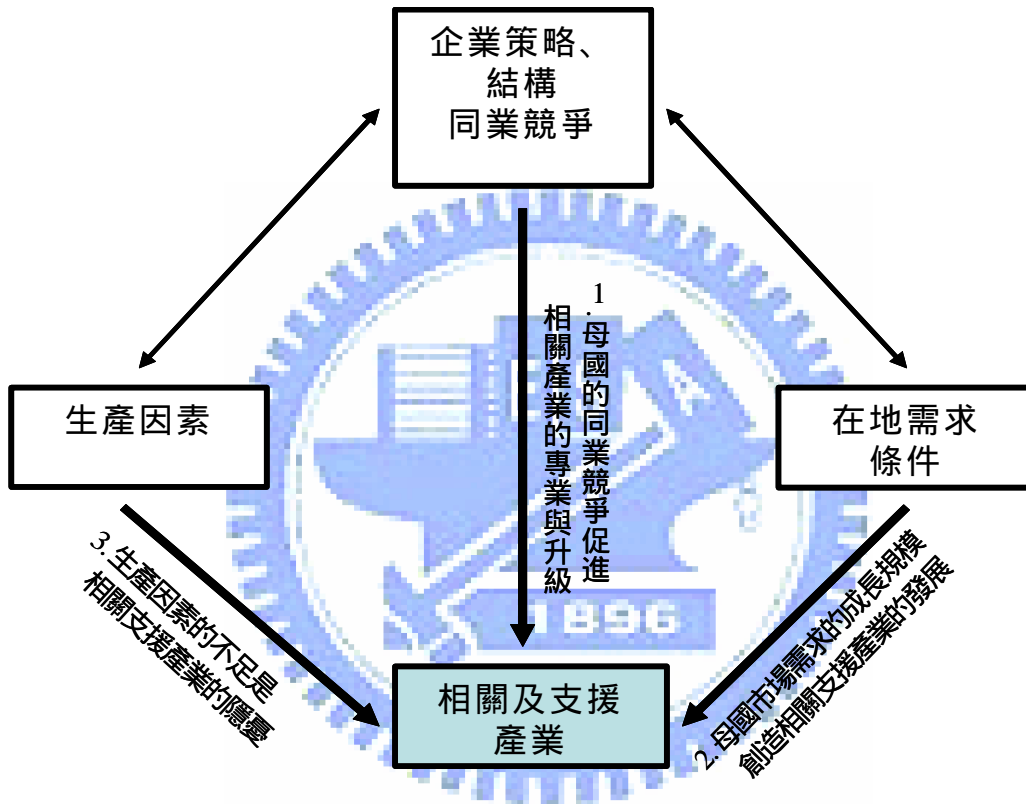 企業策略、
結構
同業競爭
1.母國的同業競爭促進
相關產業的專業與升級
生產因素
在地需求
條件
3.生產因素的不足是
相關支援產業的隱憂
2.母國市場需求的成長規模
創造相關支援產業的發展
1896
相關及支援
產業